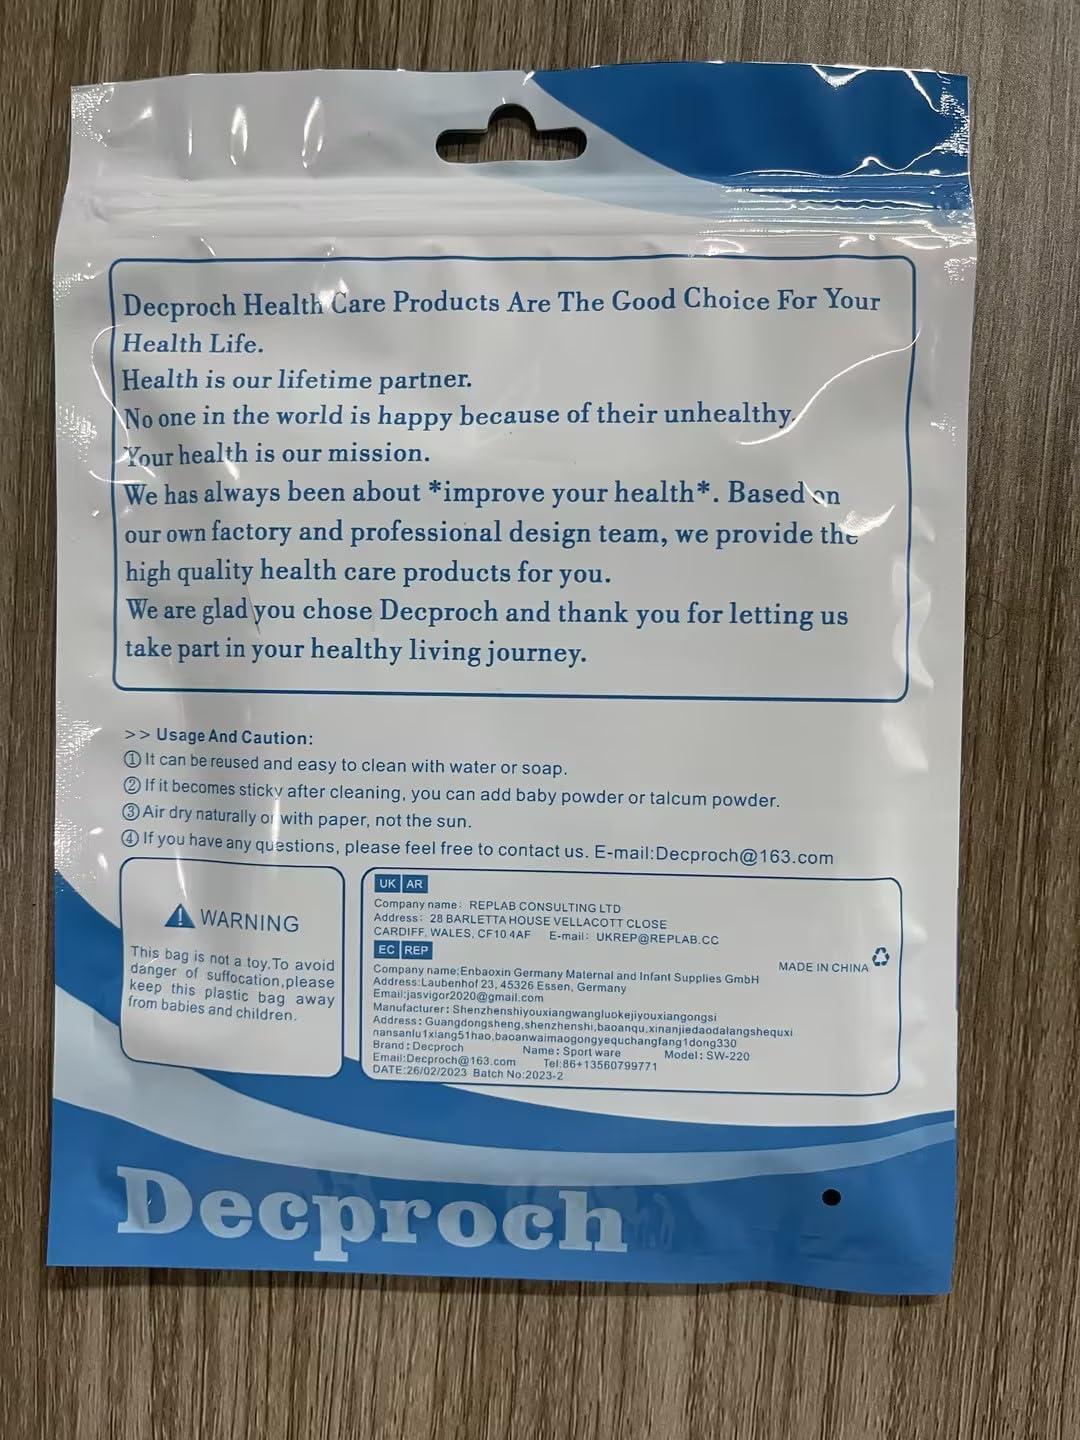 Decproch Health Care Products Are The Good Choice For Your
Health Life.
Health is our lifetime partner.
No one in the world is happy because of their unhealthy.
Your health is our mission.
We has always been about *improve your health*. Based on
our own factory and professional design team, we provide the
high quality health care products for you.
We are glad you chose Decproch and thank you for letting us
take part in your healthy living journey.
>> Usage And Caution:
①It can be reused and easy to clean with water or soap.
②If it becomes sticky after cleaning, you can add baby powder or talcum powder.
③Air dry naturally or with paper, not the sun.
④If you have any questions, please feel free to contact us. E-mail:Decproch@163.com
WARNING
This bag is not a toy.To avoid
danger of suffocation,please
keep this plastic bag away
from babies and children.
UK AR
Company name: REPLAB CONSULTING LTD
Address: 28 BARLETTA HOUSE VELLACOTT CLOSE
CARDIFF, WALES, CF10 4AF E-mail: UKREP@REPLAB.CC
EC REP
MADE IN CHINA
Company name:Enbaoxin Germany Maternal and Infant Supplies GmbH
Address:Laubenhof 23, 45326 Essen, Germany
Email:jasvigor2020@gmail.com
Manufacturer: Shenzhenshiyouxiangwangluokejiyouxiangongsi
Address: Guangdongsheng,shenzhenshi,baoanqu,xinanjiedaodalangshequxi
nansanlu1xiang51hao,baoanwaimaogongyequchangfang1dong330
Brand: Decproch Name: Sport ware Model: SW-220
Email:Decproch@163.com Tel:86+13560799771
DATE:26/02/2023 Batch No:2023-2
Decproch